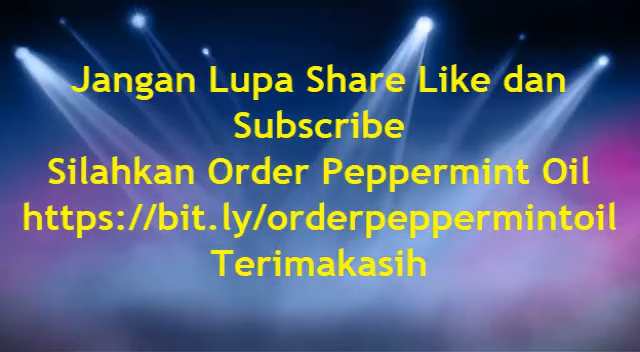 Jangan Lupa Share Like dan
Subscribe
Silahkan Order Peppermint Oil
https://bit.ly/orderpeppermintoil
Terimakasih